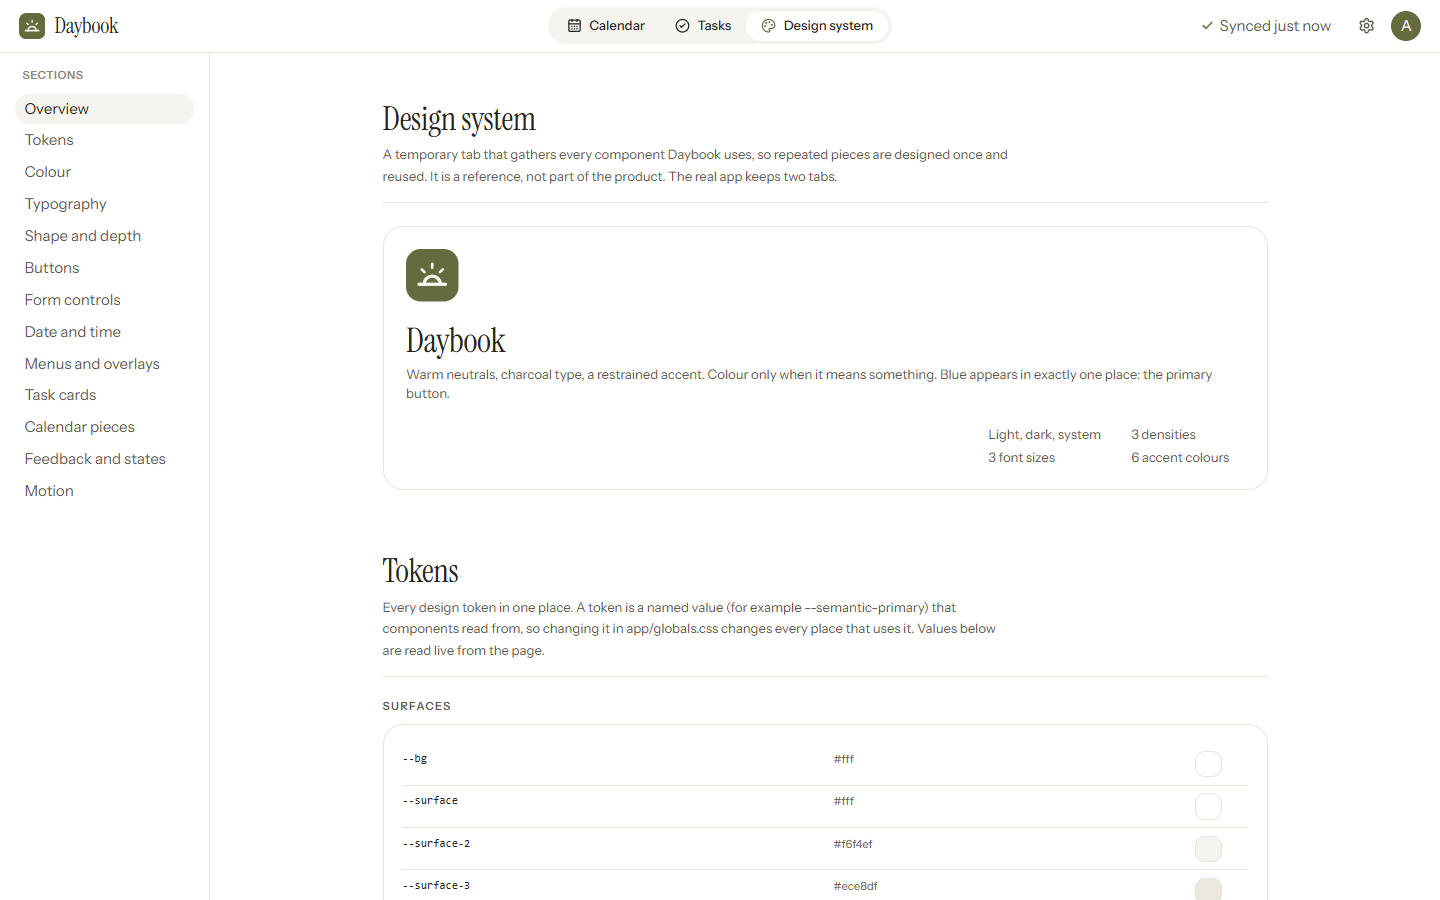 Daybook
Calendar
Tasks
Design system
Synced just now
A
SECTIONS
Overview
Tokens
Colour
Typography
Shape and depth
Buttons
Form controls
Date and time
Menus and overlays
Task cards
Calendar pieces
Feedback and states
Motion
Design system
A temporary tab that gathers every component Daybook uses, so repeated pieces are designed once and
reused. It is a reference, not part of the product. The real app keeps two tabs.
Daybook
Warm neutrals, charcoal type, a restrained accent. Colour only when it means something. Blue appears in exactly one place: the primary
button.
Light, dark, system
3 densities
3 font sizes
6 accent colours
Tokens
Every design token in one place. A token is a named value (for example --semantic-primary) that
components read from, so changing it in app/globals.css changes every place that uses it. Values below
are read live from the page.
SURFACES
--bg
#fff
--surface
#fff
--surface-2
#f6f4ef
--surface-3
#ece8df